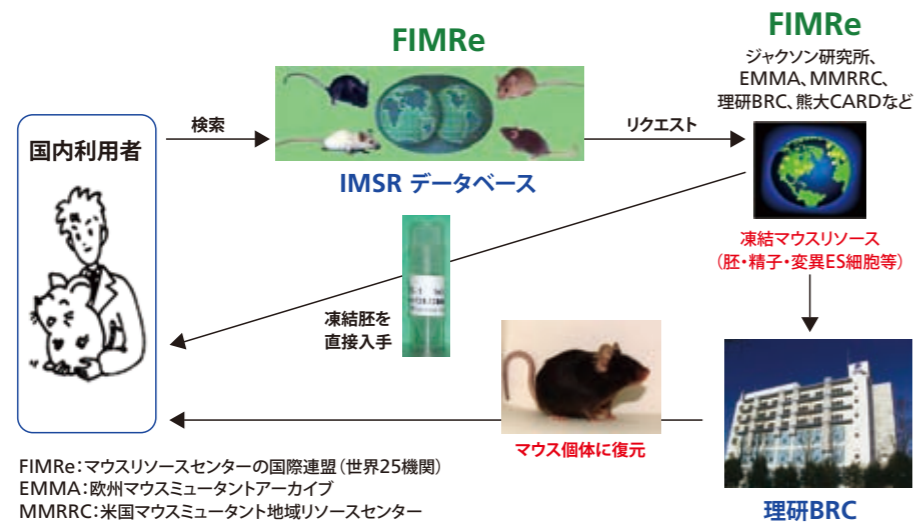 FIMRe
FIMRe
ジャクソン研究所、
EMMA、MMRRC、
理研BRC、熊大CARDなど
国内利用者
検索
リクエスト
IMSR データベース
凍結マウスリソース
（胚・精子・変異ES細胞等）
凍結胚を
直接入手
マウス個体に復元
理研BRC
FIMRe：マウスリソースセンターの国際連盟（世界25機関）
EMMA：欧州マウスミュータントアーカイブ
MMRRC：米国マウスミュータント地域リソースセンター